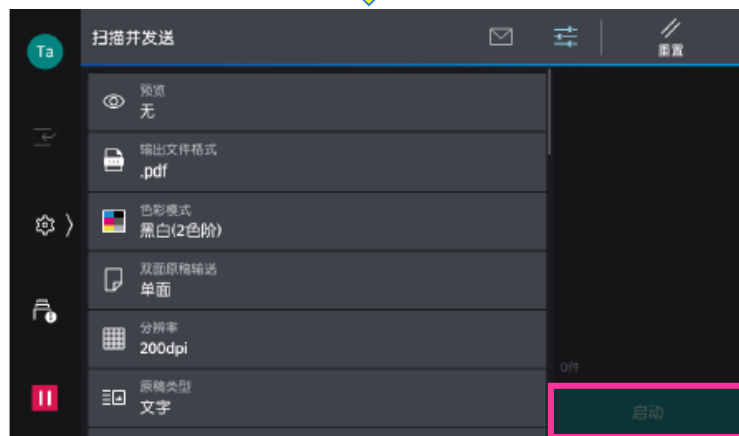 Ta
扫描并发送
重置
预览
无
输出文件格式
.pdf
色彩模式
黑白(2色阶)
双面原稿输送
单面
分辨率
200dpi
原稿类型
文字
0件
启动